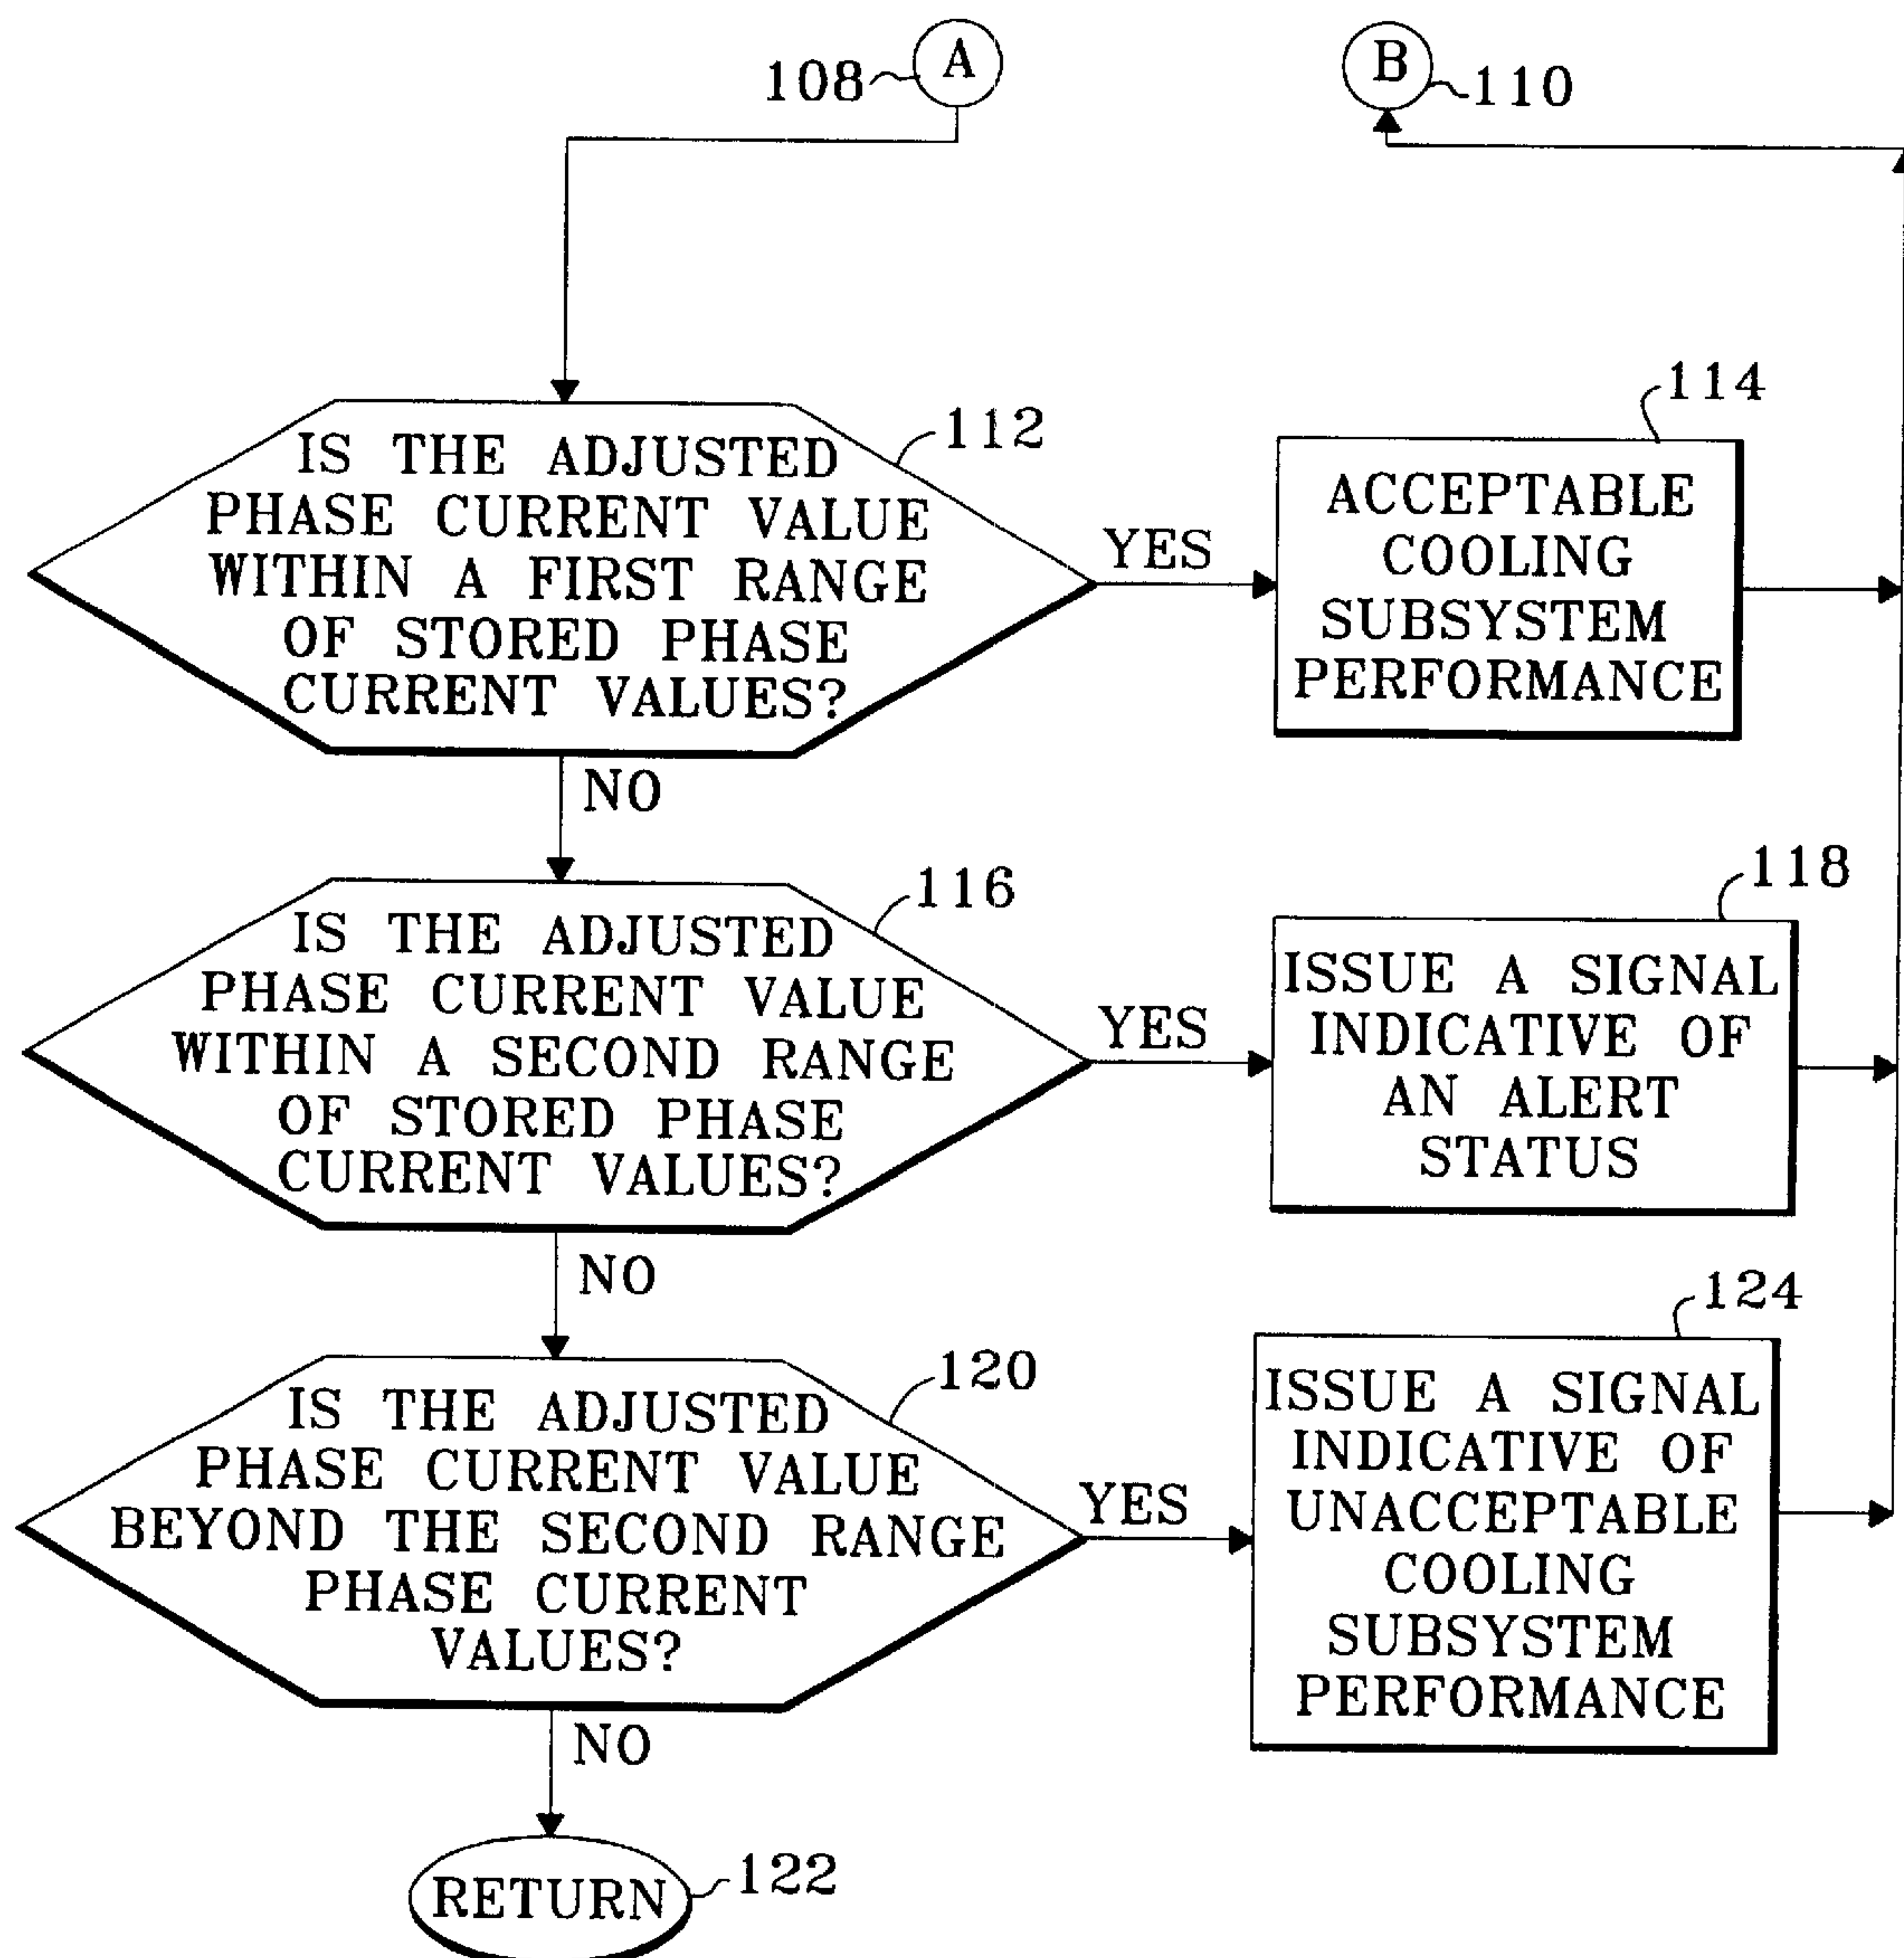 108
A
B
110
IS THE ADJUSTED
PHASE CURRENT VALUE
WITHIN A FIRST RANGE
OF STORED PHASE
CURRENT VALUES?
112
YES
114
ACCEPTABLE
COOLING
SUBSYSTEM
PERFORMANCE
NO
IS THE ADJUSTED
PHASE CURRENT VALUE
WITHIN A SECOND RANGE
OF STORED PHASE
CURRENT VALUES?
116
YES
118
ISSUE A SIGNAL
INDICATIVE OF
AN ALERT
STATUS
NO
IS THE ADJUSTED
PHASE CURRENT VALUE
BEYOND THE SECOND RANGE
PHASE CURRENT
VALUES?
120
YES
124
ISSUE A SIGNAL
INDICATIVE OF
UNACCEPTABLE
COOLING
SUBSYSTEM
PERFORMANCE
NO
RETURN
122